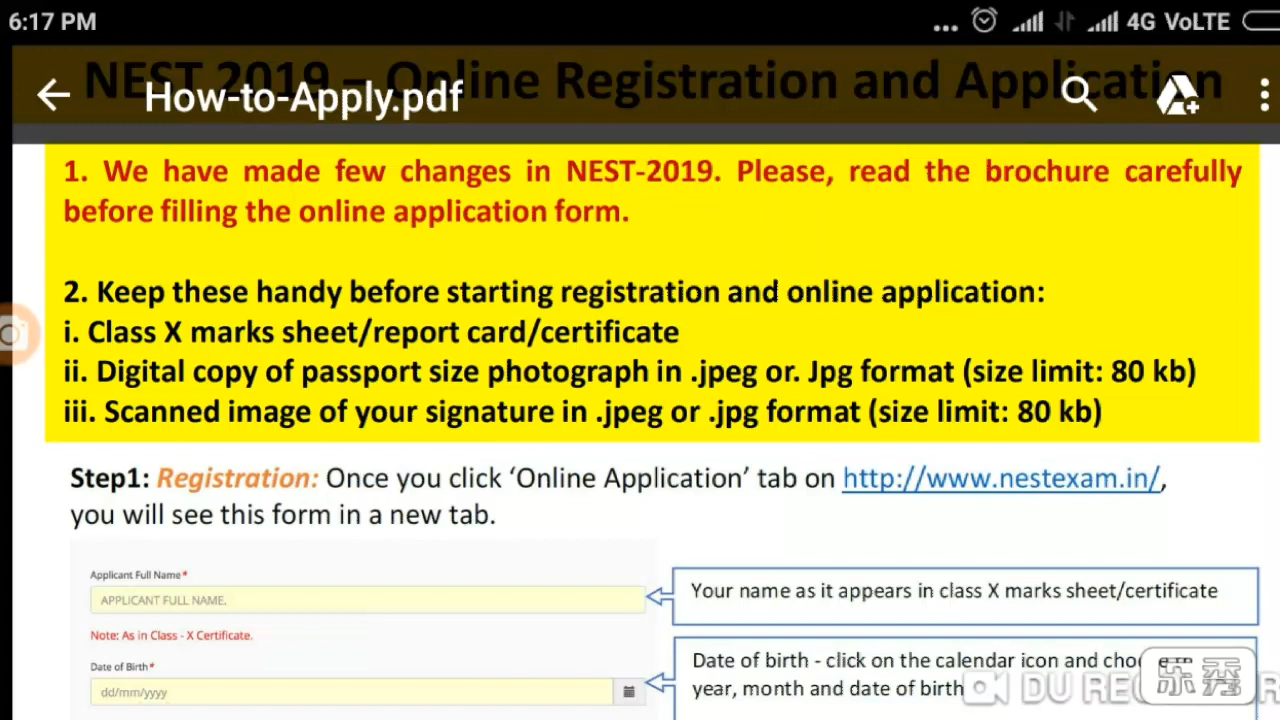 6:17 PM
... 4G VoLTE
NEST 2019 – Online Registration and Application
How-to-Apply.pdf
1. We have made few changes in NEST-2019. Please, read the brochure carefully
before filling the online application form.
2. Keep these handy before starting registration and online application:
i. Class X marks sheet/report card/certificate
ii. Digital copy of passport size photograph in .jpeg or. Jpg format (size limit: 80 kb)
iii. Scanned image of your signature in .jpeg or .jpg format (size limit: 80 kb)
Step1: Registration: Once you click ‘Online Application’ tab on http://www.nestexam.in/,
you will see this form in a new tab.
Applicant Full Name*
APPLICANT FULL NAME.
Your name as it appears in class X marks sheet/certificate
Note: As in Class - X Certificate.
Date of Birth*
dd/mm/yyyy
Date of birth - click on the calendar icon and
year, month and date of birth
DU
乐秀